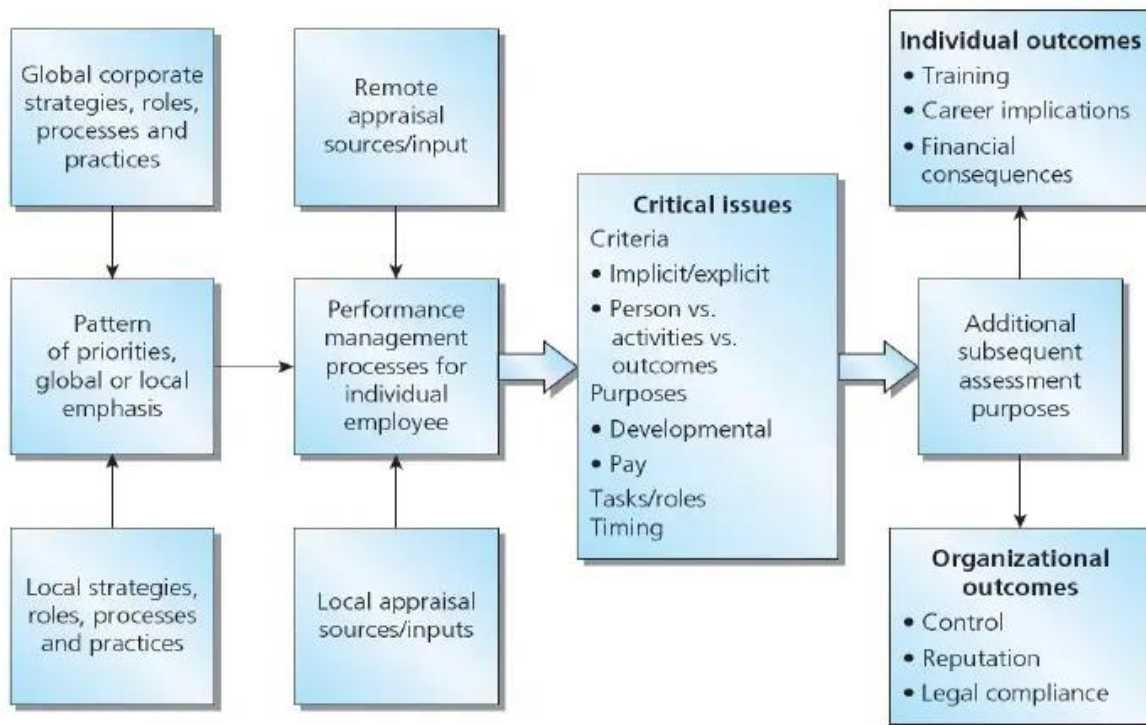 Global corporate
strategies, roles,
processes and
practices
Remote
appraisal
sources/input
Individual outcomes
• Training
• Career implications
• Financial
consequences
Critical issues
Criteria
• Implicit/explicit
• Person vs.
activities vs.
outcomes
Purposes
• Developmental
• Pay
Tasks/roles
Timing
Pattern
of priorities,
global or local
emphasis
Performance
management
processes for
individual
employee
Additional
subsequent
assessment
purposes
Local strategies,
roles, processes
and practices
Local appraisal
sources/inputs
Organizational
outcomes
• Control
• Reputation
• Legal compliance